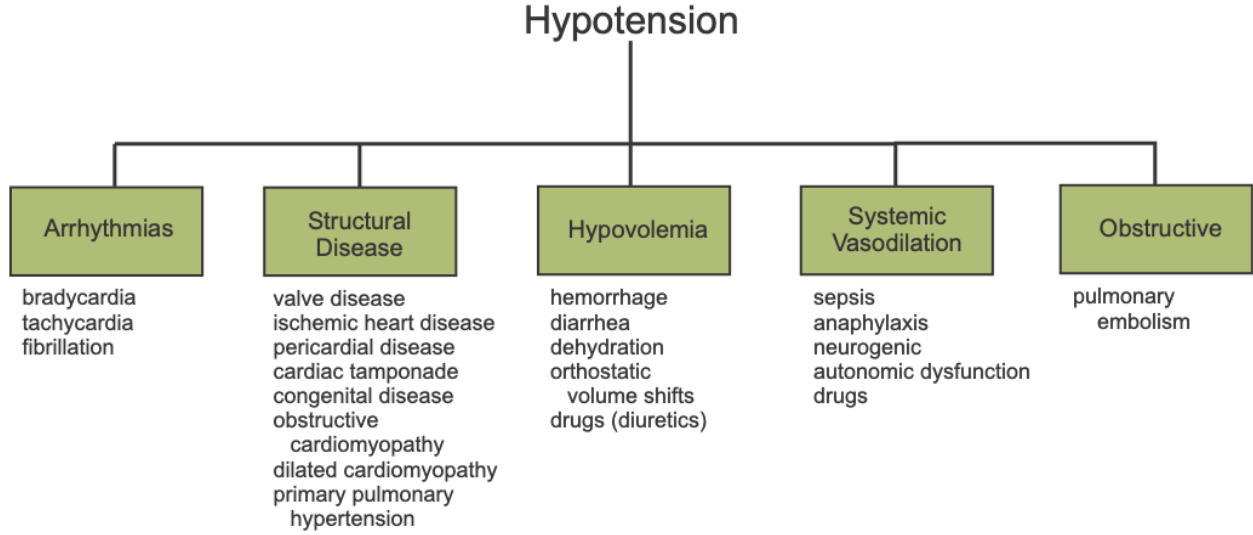 Hypotension
Arrhythmias
bradycardia
tachycardia
fibrillation
Structural
Disease
valve disease
ischemic heart disease
pericardial disease
cardiac tamponade
congenital disease
obstructive
cardiomyopathy
dilated cardiomyopathy
primary pulmonary
hypertension
Hypovolemia
hemorrhage
diarrhea
dehydration
orthostatic
volume shifts
drugs (diuretics)
Systemic
Vasodilation
sepsis
anaphylaxis
neurogenic
autonomic dysfunction
drugs
Obstructive
pulmonary
embolism